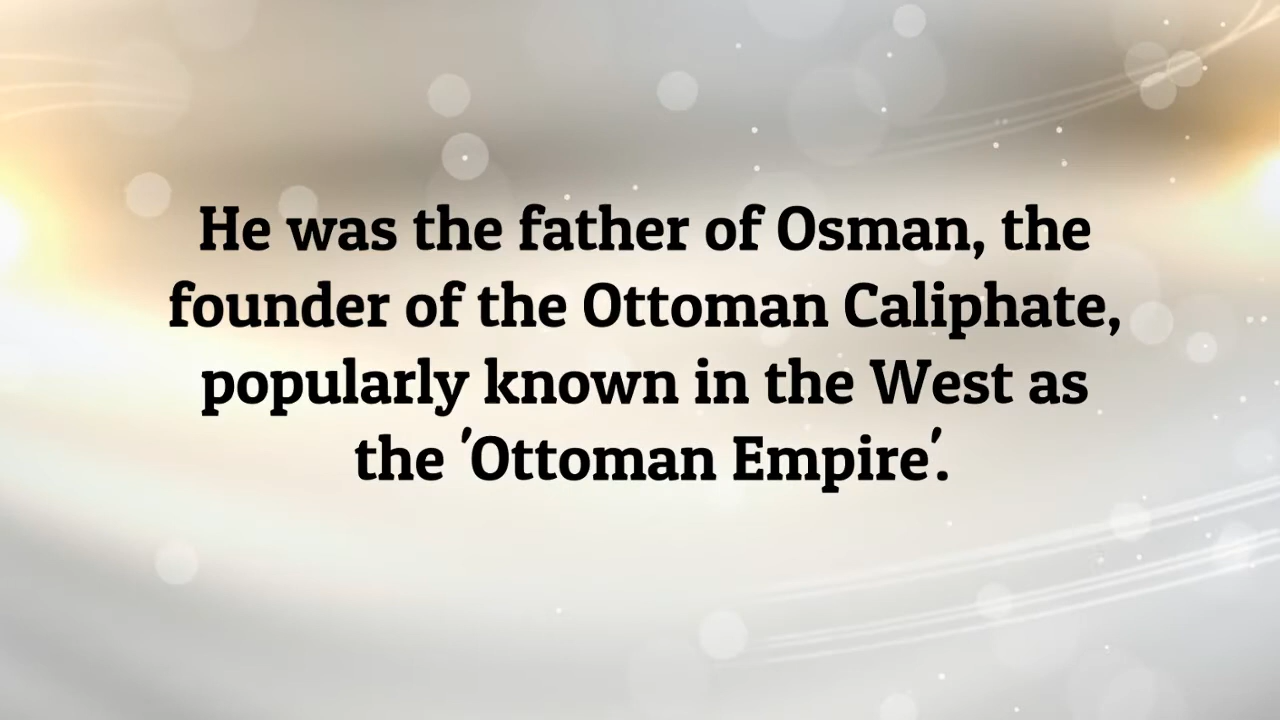 He was the father of Osman, the
founder of the Ottoman Caliphate,
popularly known in the West as
the 'Ottoman Empire'.